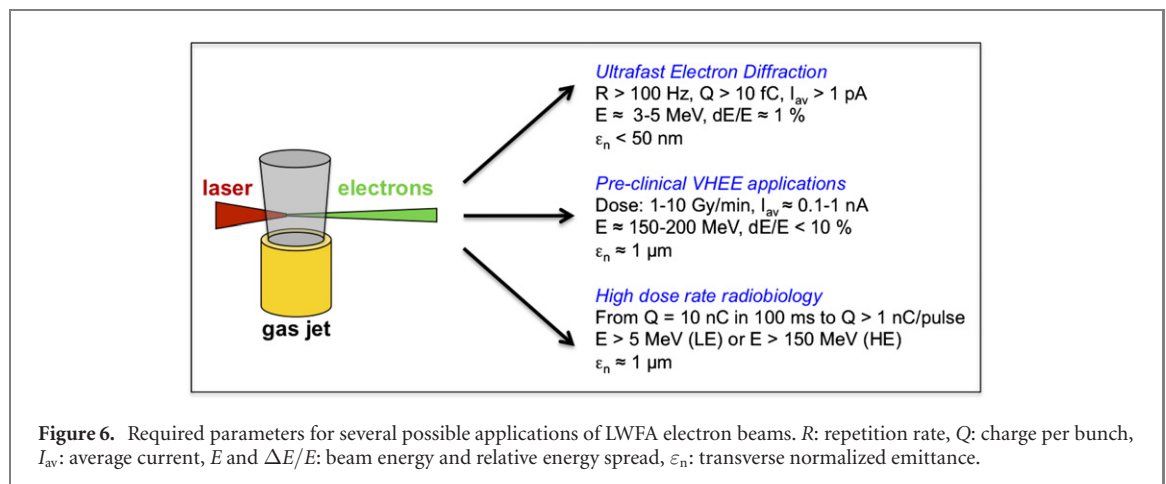 laser
electrons
gas jet
Ultrafast Electron Diffraction
R > 100 Hz, Q > 10 fC, Iav > 1 pA
E ≈ 3-5 MeV, dE/E ≈ 1 %
εn < 50 nm
Pre-clinical VHEE applications
Dose: 1-10 Gy/min, Iav ≈ 0.1-1 nA
E ≈ 150-200 MeV, dE/E < 10 %
εn ≈ 1 μm
High dose rate radiobiology
From Q = 10 nC in 100 ms to Q > 1 nC/pulse
E > 5 MeV (LE) or E > 150 MeV (HE)
εn ≈ 1 μm
Figure 6. Required parameters for several possible applications of LWFA electron beams. R: repetition rate, Q: charge per bunch,
Iav: average current, E and ΔE/E: beam energy and relative energy spread, εn: transverse normalized emittance.